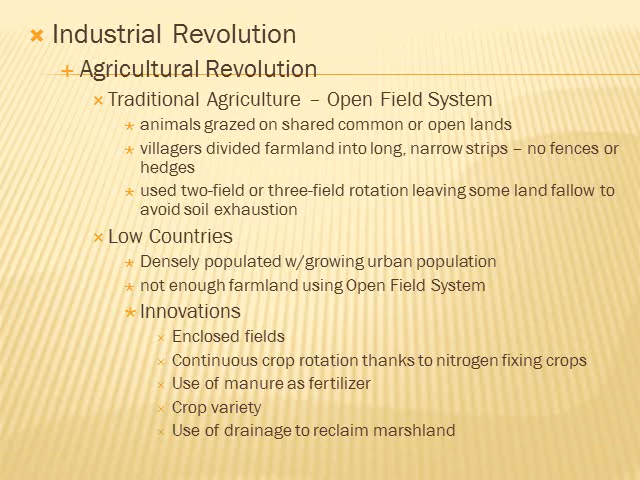 Industrial Revolution
Agricultural Revolution
Traditional Agriculture – Open Field System
animals grazed on shared common or open lands
villagers divided farmland into long, narrow strips – no fences or
hedges
used two-field or three-field rotation leaving some land fallow to
avoid soil exhaustion
Low Countries
Densely populated w/growing urban population
not enough farmland using Open Field System
Innovations
Enclosed fields
Continuous crop rotation thanks to nitrogen fixing crops
Use of manure as fertilizer
Crop variety
Use of drainage to reclaim marshland